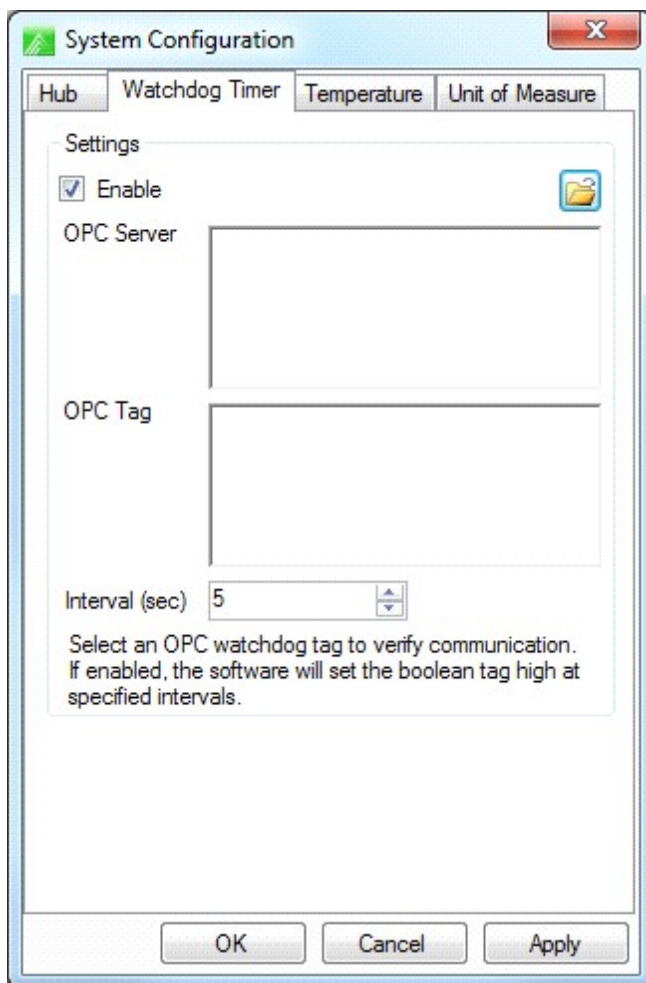 System Configuration
Hub Watchdog Timer Temperature Unit of Measure
Settings
Enable
OPC Server
OPC Tag
Interval (sec) 5
Select an OPC watchdog tag to verify communication.
If enabled, the software will set the boolean tag high at
specified intervals.
OK Cancel Apply